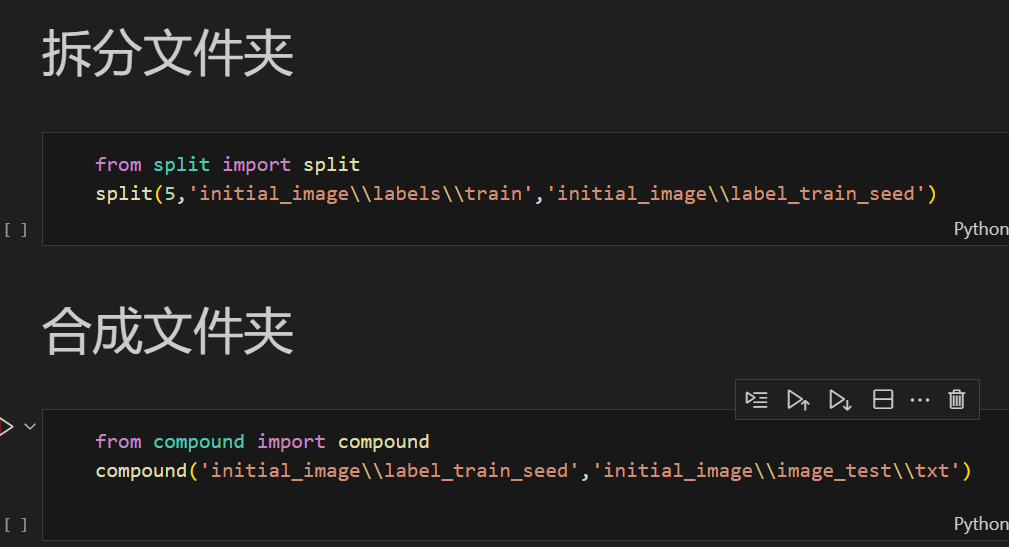 拆分文件夹
from split import split
split(5,'initial_image\\labels\\train','initial_image\\label_train_seed')
[ ]
Python
合成文件夹
from compound import compound
compound('initial_image\\label_train_seed','initial_image\\image_test\\txt')
[ ]
Python